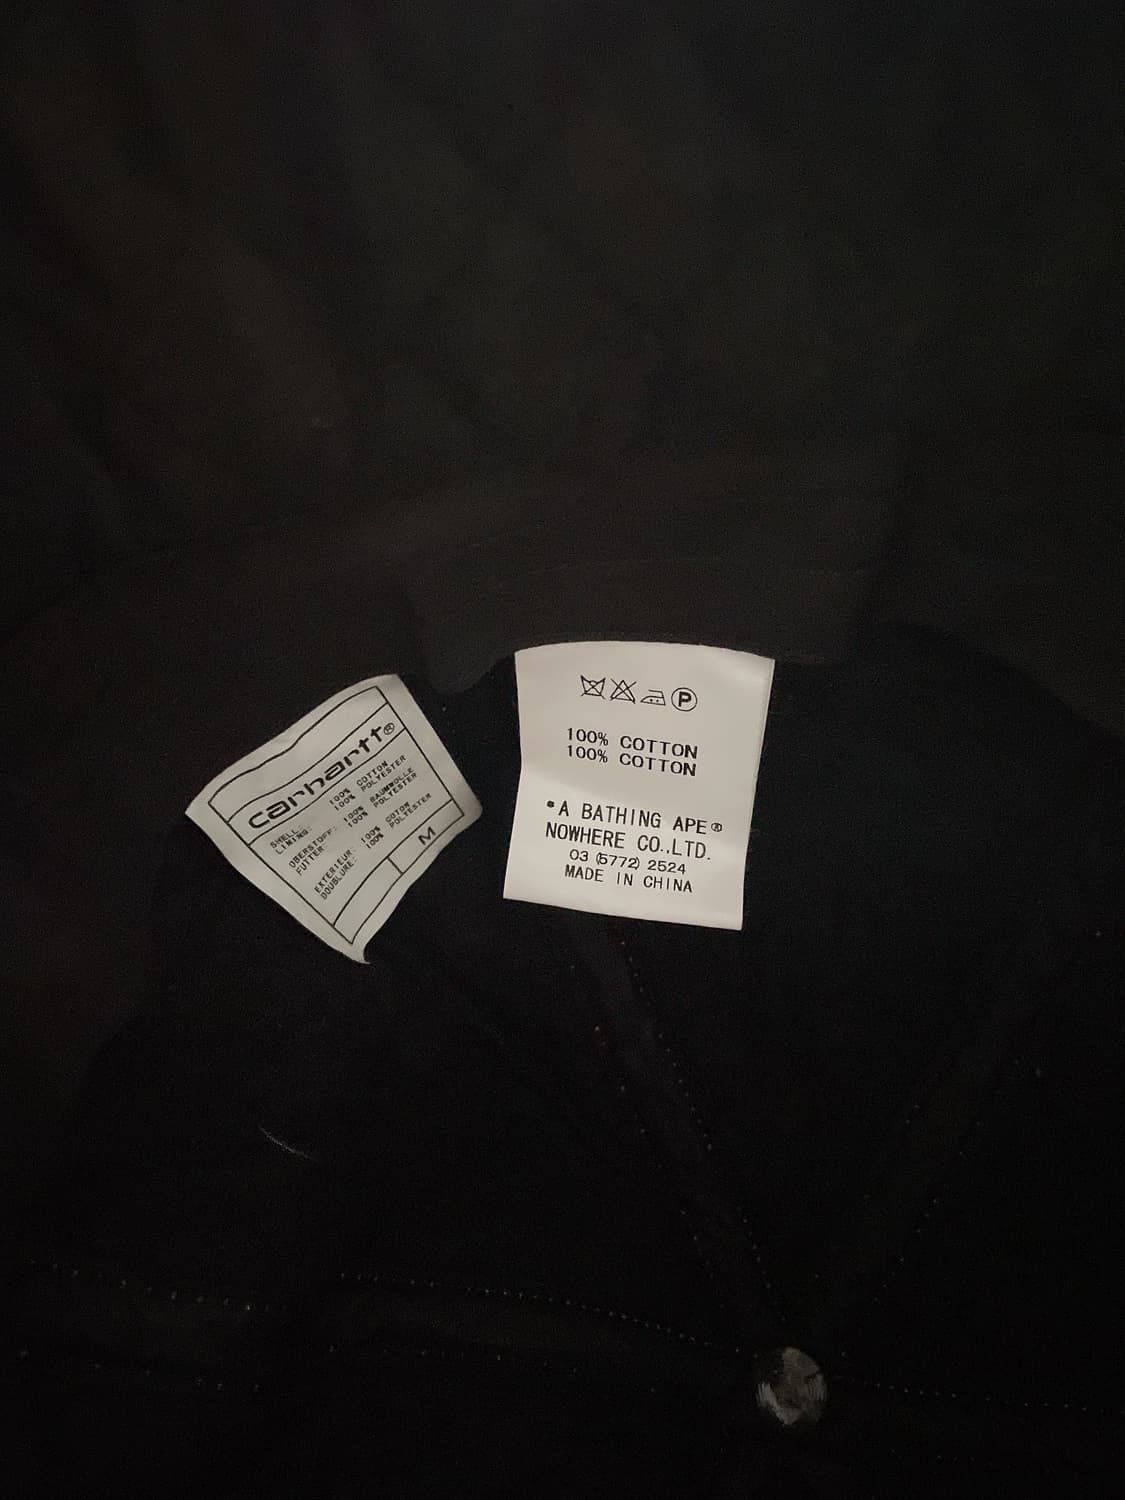 carhartt®
SHELL: 100% COTTON
LINING: 100% POLYESTER
OBERSTOFF: 100% BAUMWOLLE
FUTTER: 100% POLYESTER
EXTERIEUR: 100% COTON
DOUBLURE: 100% POLYESTER
M
P
100% COTTON
100% COTTON
*A BATHING APE®
NOWHERE CO.,LTD.
03 (5772) 2524
MADE IN CHINA